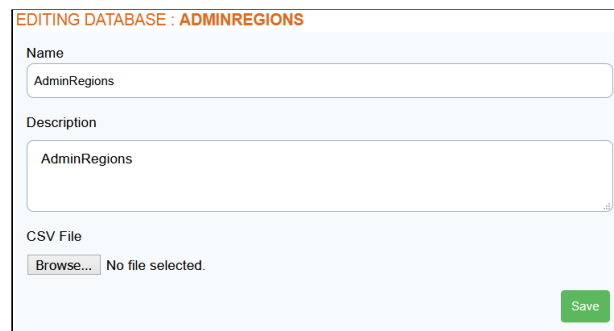 EDITING DATABASE : ADMINREGIONS
Name
AdminRegions
Description
AdminRegions
CSV File
Browse... No file selected.
Save